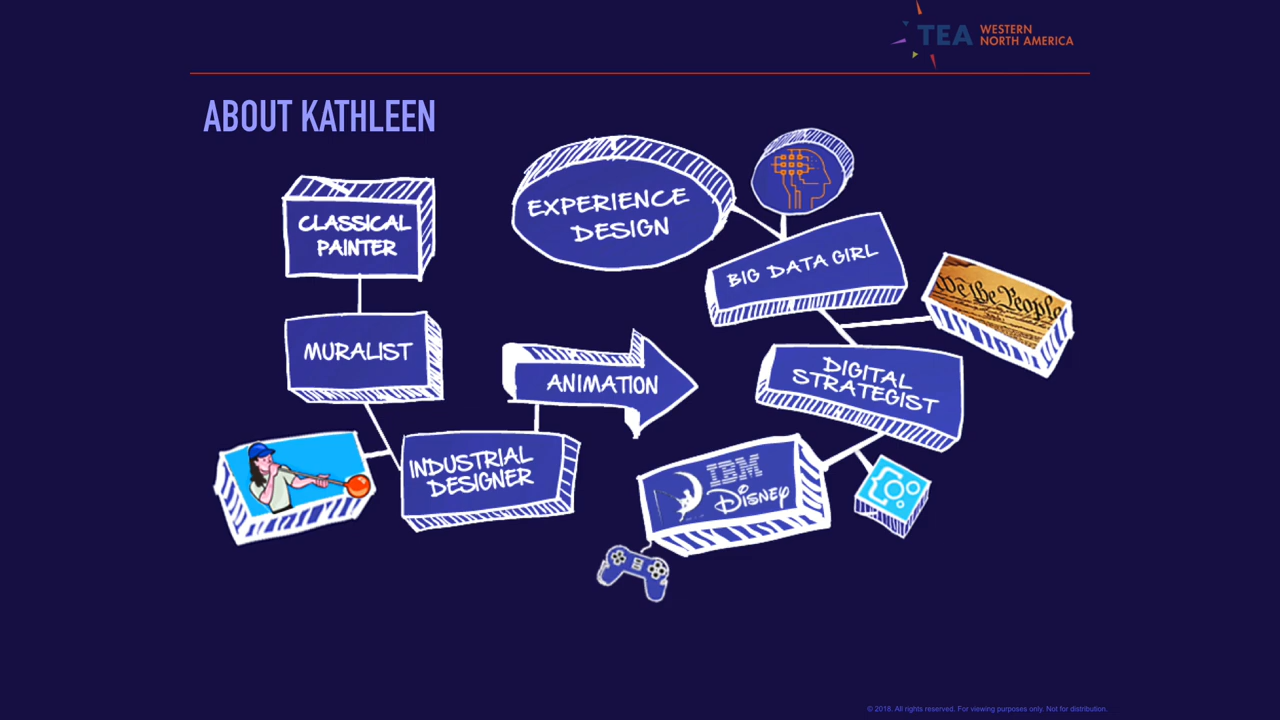 TEA WESTERN
NORTH AMERICA
ABOUT KATHLEEN
CLASSICAL
PAINTER
MURALIST
INDUSTRIAL
DESIGNER
ANIMATION
EXPERIENCE
DESIGN
BIG DATA GIRL
We the People
DIGITAL
STRATEGIST
IBM
DISNEY
© 2018. All rights reserved. For viewing purposes only. Not for distribution.